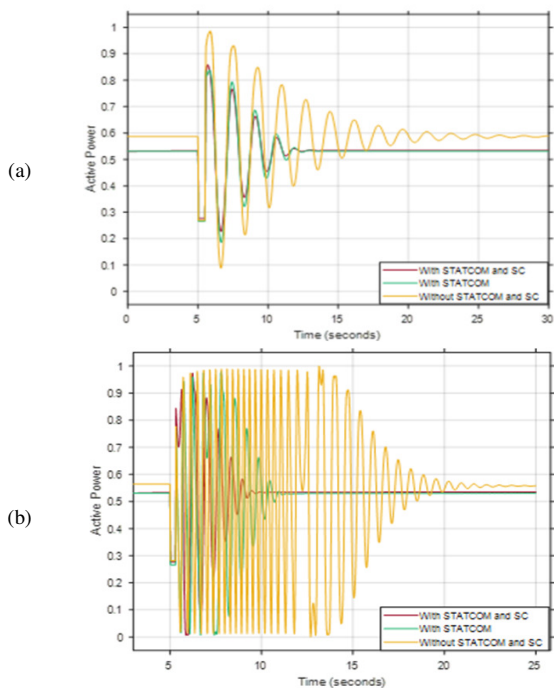 (a)
Active Power
1
0.9
0.8
0.7
0.6
0.5
0.4
0.3
0.2
0.1
0
With STATCOM and SC
With STATCOM
Without STATCOM and SC
0 5 10 15 20 25 30
Time (seconds)
(b)
Active Power
1
0.9
0.8
0.7
0.6
0.5
0.4
0.3
0.2
0.1
0
With STATCOM and SC
With STATCOM
Without STATCOM and SC
5 10 15 20 25
Time (seconds)